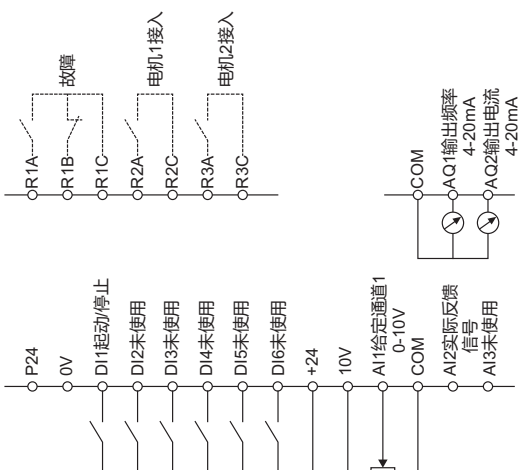 故障
电机1接入
电机2接入
R1A
R1B
R1C
R2A
R2C
R3A
R3C
COM
AQ1输出频率
4-20mA
AQ2输出电流
4-20mA
P24
0V
DI1起动/停止
DI2未使用
DI3未使用
DI4未使用
DI5未使用
DI6未使用
+24
10V
AI1给定通道1
0-10V
COM
AI2实际反馈
信号
AI3未使用